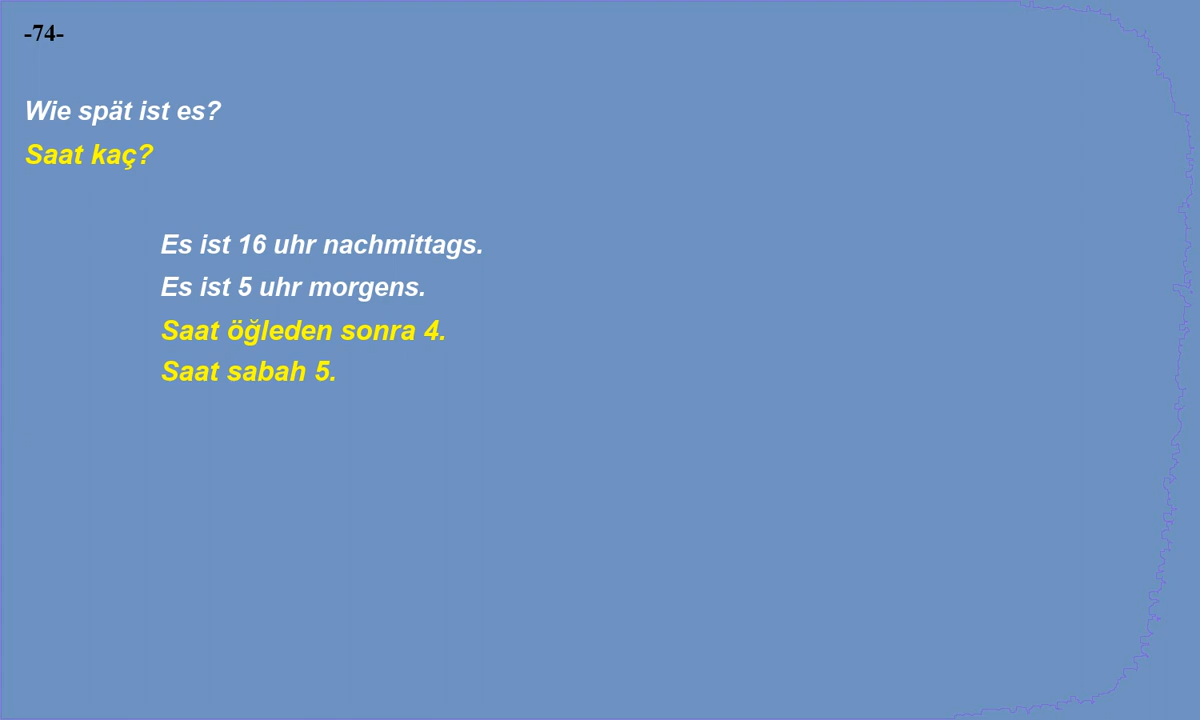 -74-
Wie spät ist es?
Saat kaç?
Es ist 16 uhr nachmittags.
Es ist 5 uhr morgens.
Saat öğleden sonra 4.
Saat sabah 5.